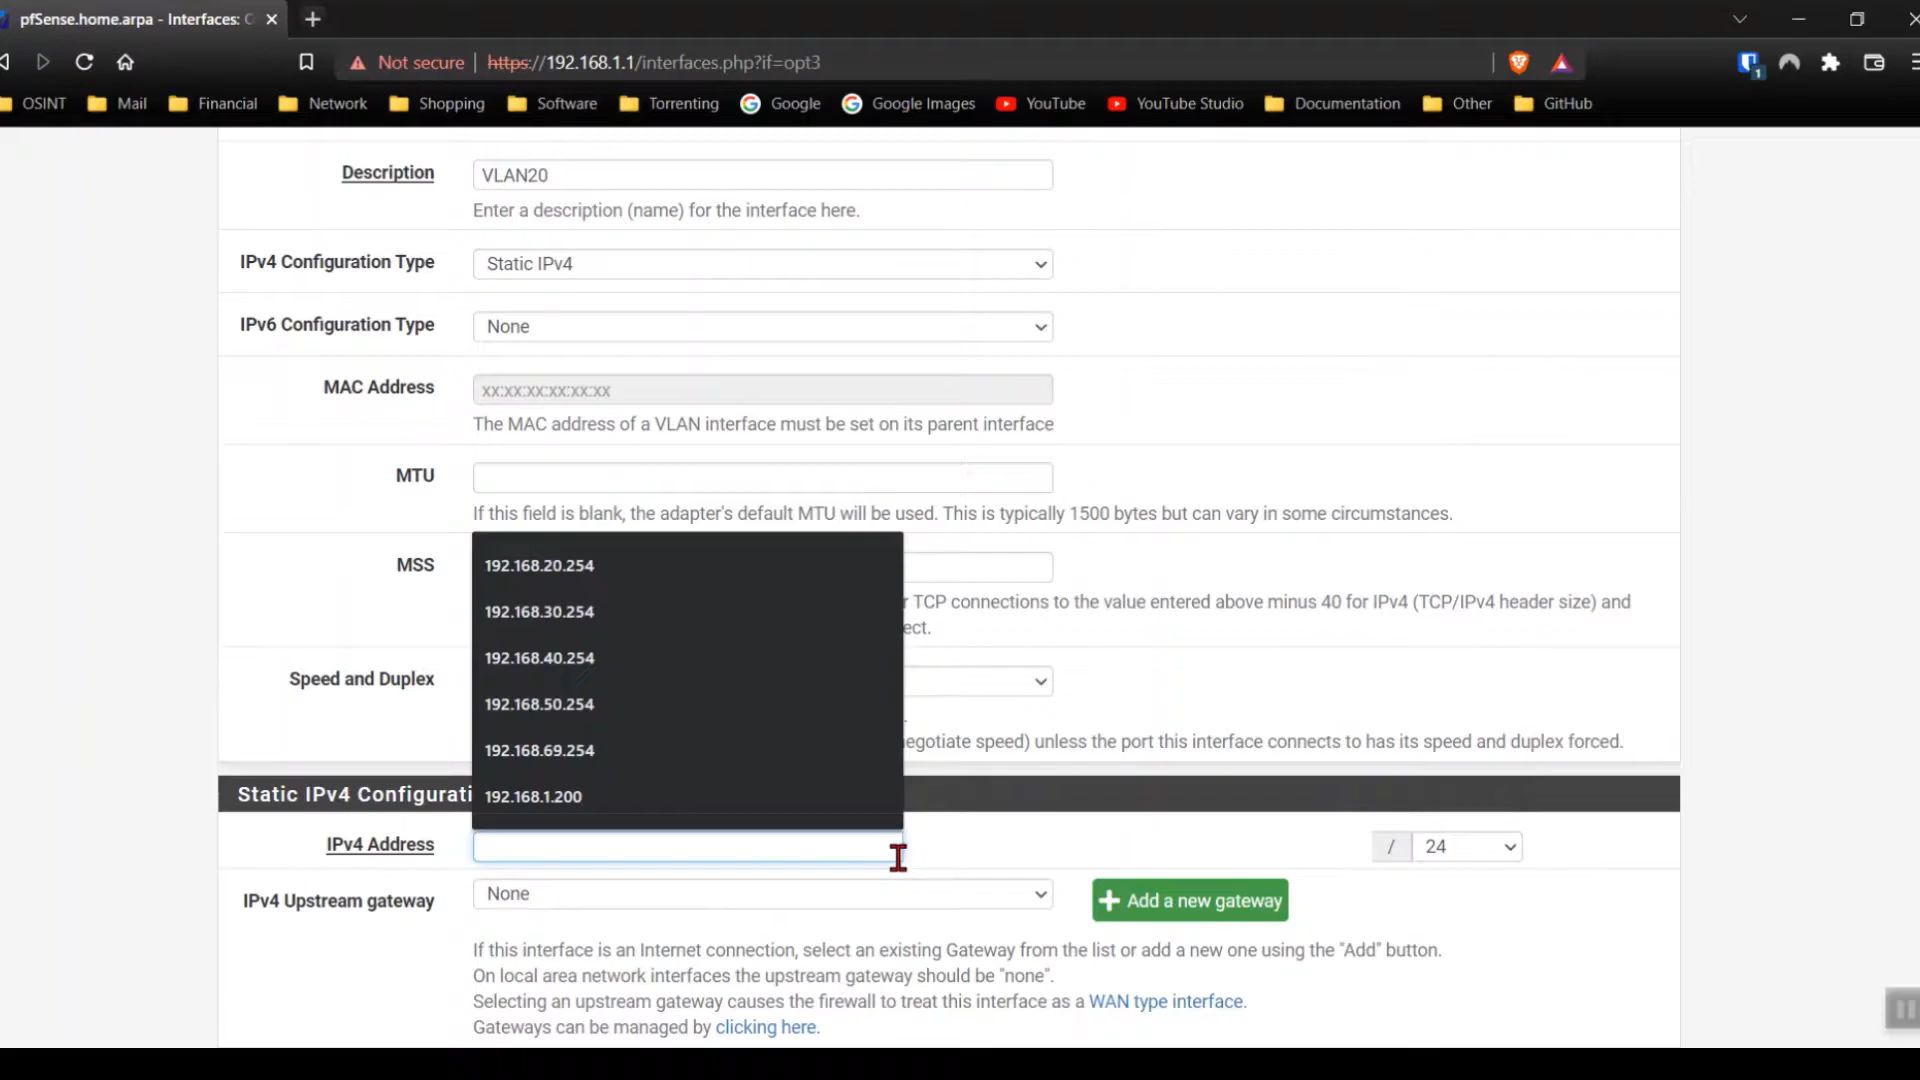 pfSense.home.arpa - Interfaces:
Not secure https://192.168.1.1/interfaces.php?if=opt3
1
OSINT Mail Financial Network Shopping Software Torrenting Google Google Images YouTube YouTube Studio Documentation Other GitHub
Description VLAN20
Enter a description (name) for the interface here.
IPv4 Configuration Type Static IPv4
IPv6 Configuration Type None
MAC Address xx:xx:xx:xx:xx:xx
The MAC address of a VLAN interface must be set on its parent interface
MTU
If this field is blank, the adapter's default MTU will be used. This is typically 1500 bytes but can vary in some circumstances.
MSS
192.168.20.254
192.168.30.254
192.168.40.254
192.168.50.254
192.168.69.254
192.168.1.200
TCP connections to the value entered above minus 40 for IPv4 (TCP/IPv4 header size) and
ect.
Speed and Duplex
egotiate speed) unless the port this interface connects to has its speed and duplex forced.
Static IPv4 Configurati
IPv4 Address / 24
IPv4 Upstream gateway None Add a new gateway
If this interface is an Internet connection, select an existing Gateway from the list or add a new one using the "Add" button.
On local area network interfaces the upstream gateway should be "none".
Selecting an upstream gateway causes the firewall to treat this interface as a WAN type interface.
Gateways can be managed by clicking here.